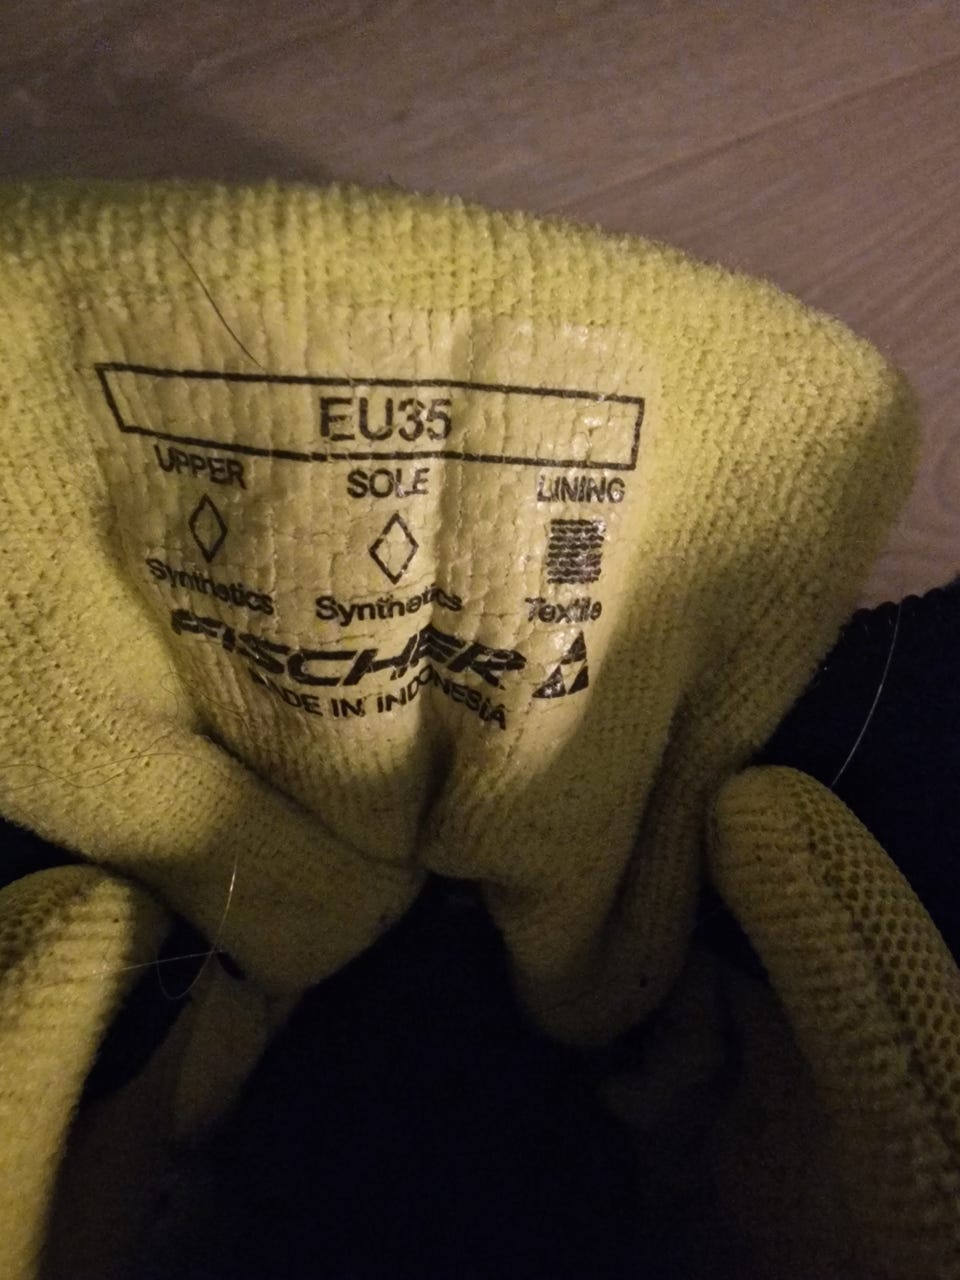 EU35
UPPER SOLE LINING
Synthetics Synthetics Textile
FISCHER
MADE IN INDONESIA